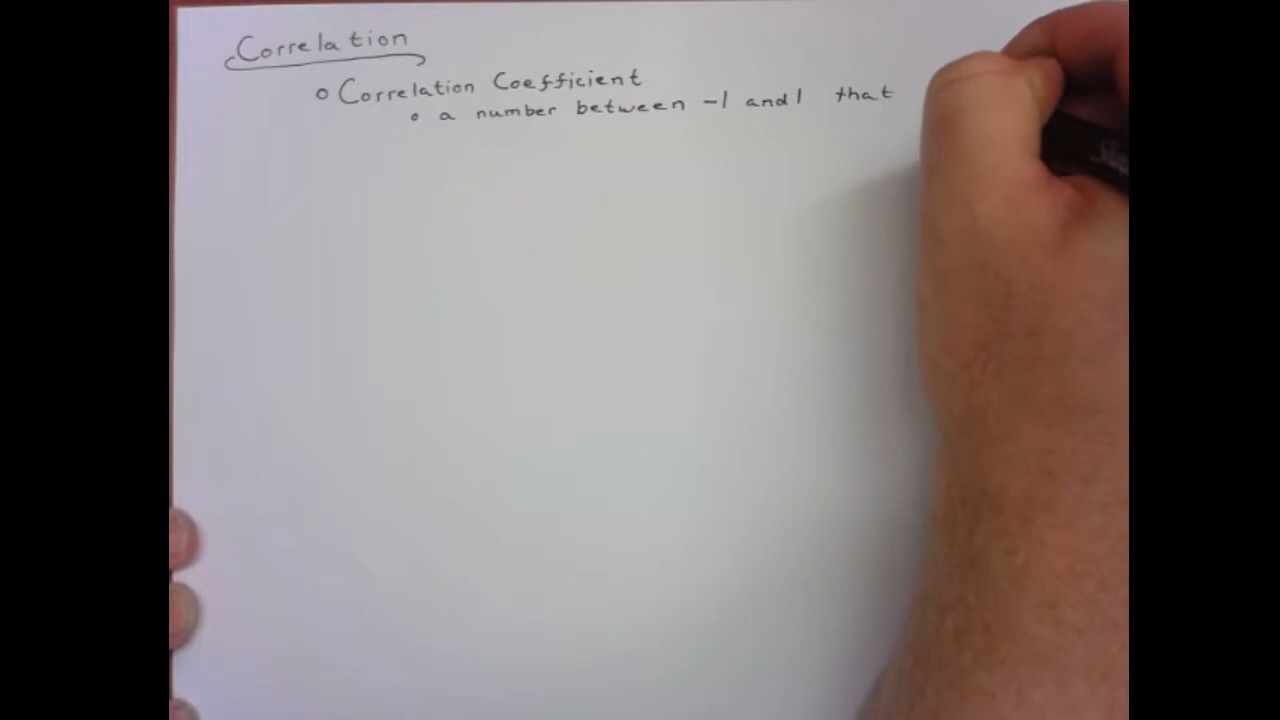 Correlation
Correlation Coefficient
a number between -1 and 1 that